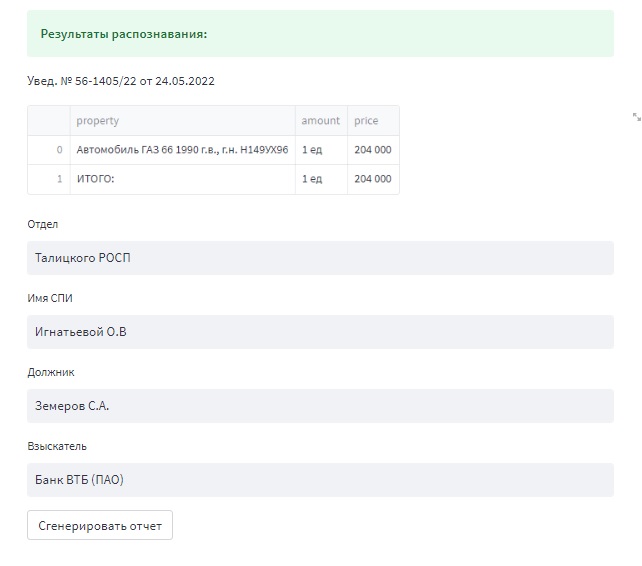 Результаты распознавания:
Увед. № 56-1405/22 от 24.05.2022
property amount price
0 Автомобиль ГАЗ 66 1990 г.в., г.н. Н149УХ96 1 ед 204 000
1 ИТОГО: 1 ед 204 000
Отдел
Талицкого РОСП
Имя СПИ
Игнатьевой О.В
Должник
Земеров С.А.
Взыскатель
Банк ВТБ (ПАО)
Сгенерировать отчет